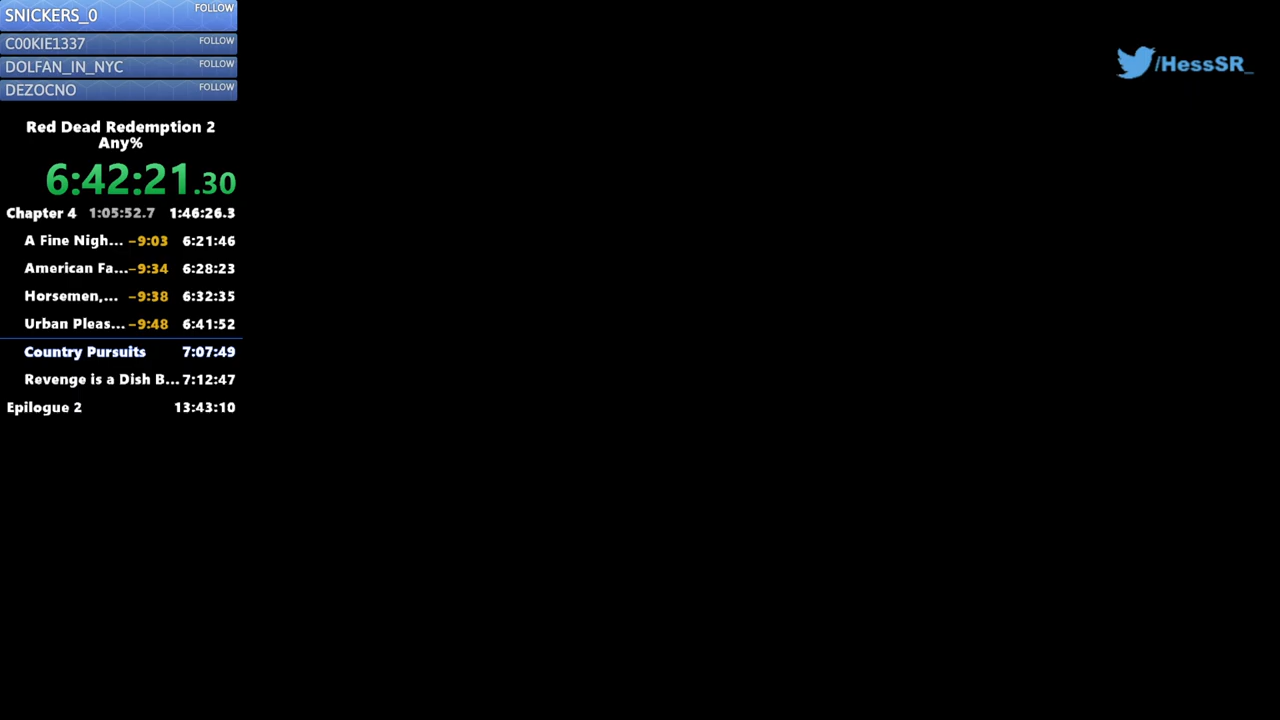 SNICKERS_0 FOLLOW
C00KIE1337 FOLLOW
DOLFAN_IN_NYC FOLLOW
DEZOCNO FOLLOW
/HessSR_
Red Dead Redemption 2
Any%
6:42:21.30
Chapter 4 1:05:52.7 1:46:26.3
A Fine Nigh... -9:03 6:21:46
American Fa... -9:34 6:28:23
Horsemen,... -9:38 6:32:35
Urban Pleas... -9:48 6:41:52
Country Pursuits 7:07:49
Revenge is a Dish B... 7:12:47
Epilogue 2 13:43:10